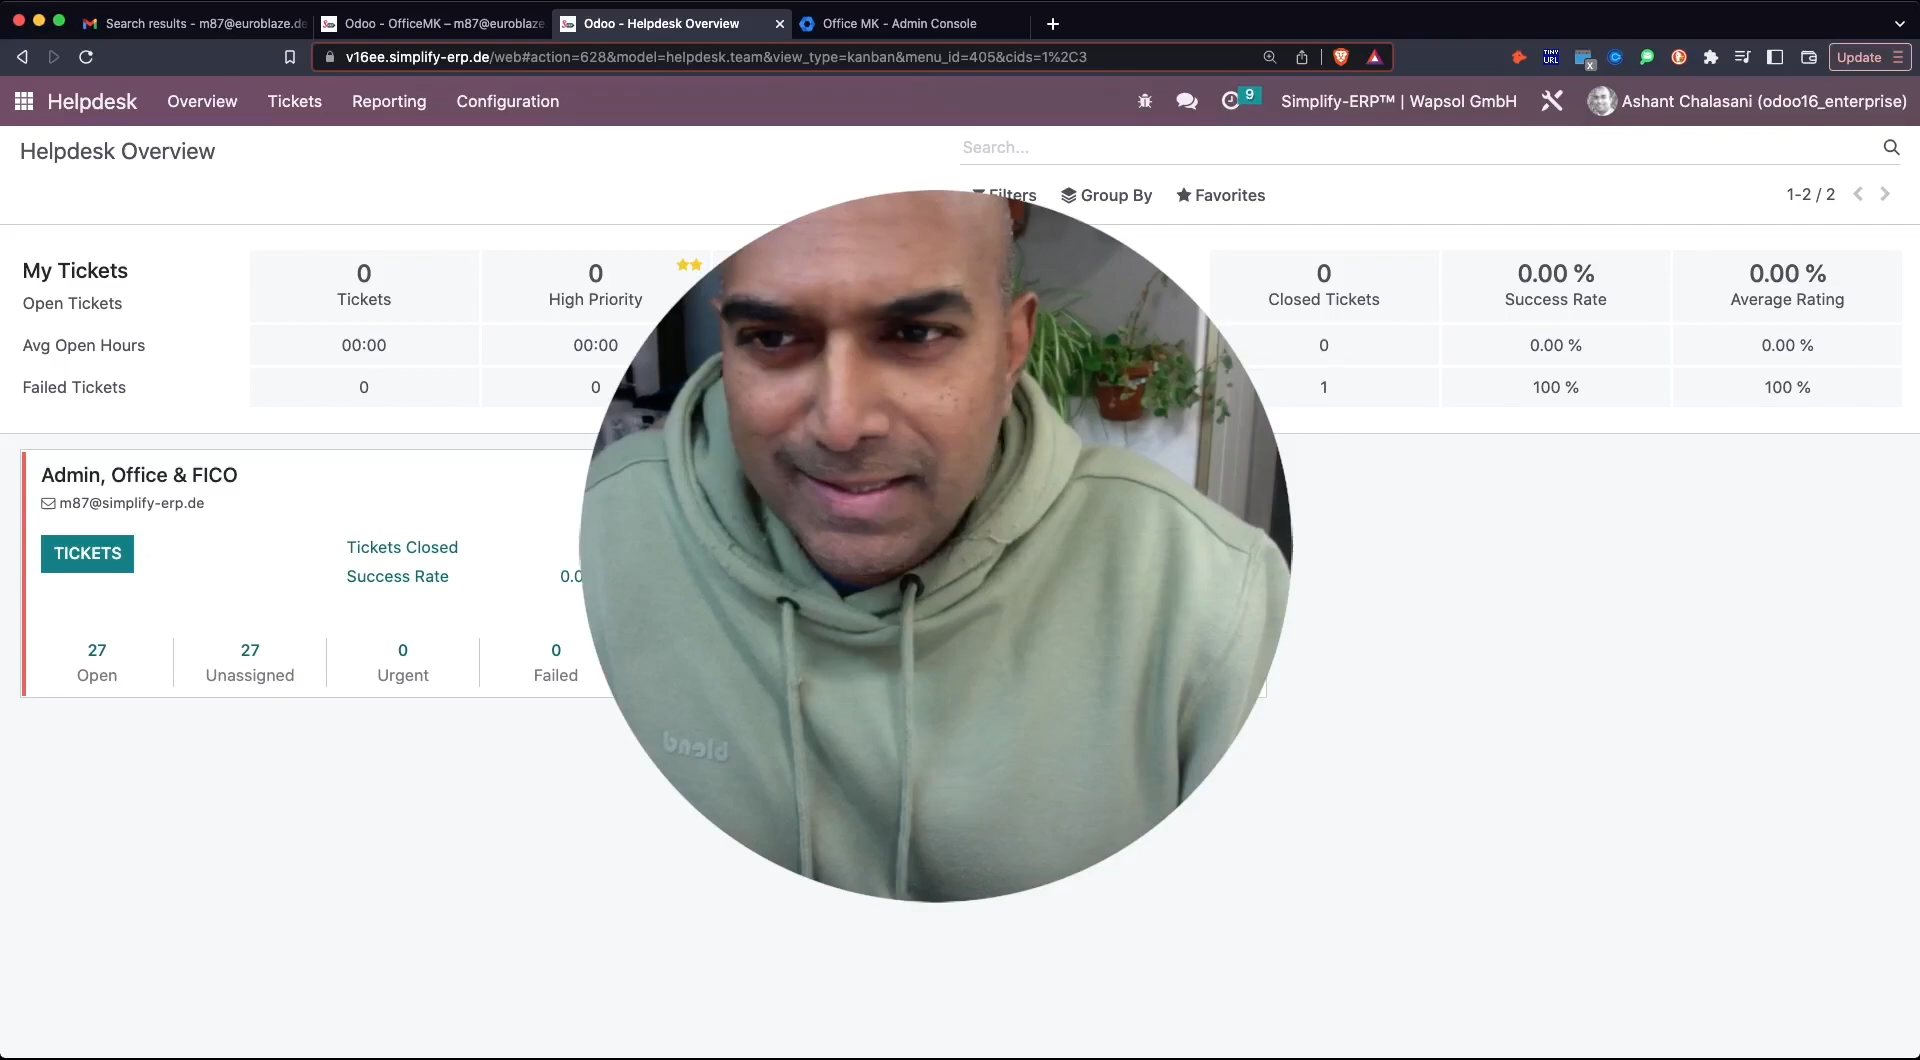 Search results - m87@euroblaze.de
Odoo - OfficeMK – m87@euroblaze
Odoo - Helpdesk Overview
Office MK - Admin Console
v16ee.simplify-erp.de/web#action=628&model=helpdesk.team&view_type=kanban&menu_id=405&cids=1%2C3
TINY
URL
x
Update
Helpdesk
Overview
Tickets
Reporting
Configuration
9
Simplify-ERP™ | Wapsol GmbH
Ashant Chalasani (odoo16_enterprise)
Helpdesk Overview
Search...
Filters
Group By
Favorites
1-2 / 2
My Tickets
0
0
0
0.00 %
0.00 %
Open Tickets
Tickets
High Priority
Closed Tickets
Success Rate
Average Rating
Avg Open Hours
00:00
00:00
0
0.00 %
0.00 %
Failed Tickets
0
0
1
100 %
100 %
Admin, Office & FICO
m87@simplify-erp.de
TICKETS
Tickets Closed
Success Rate
0.0
27
27
0
0
Open
Unassigned
Urgent
Failed
blend